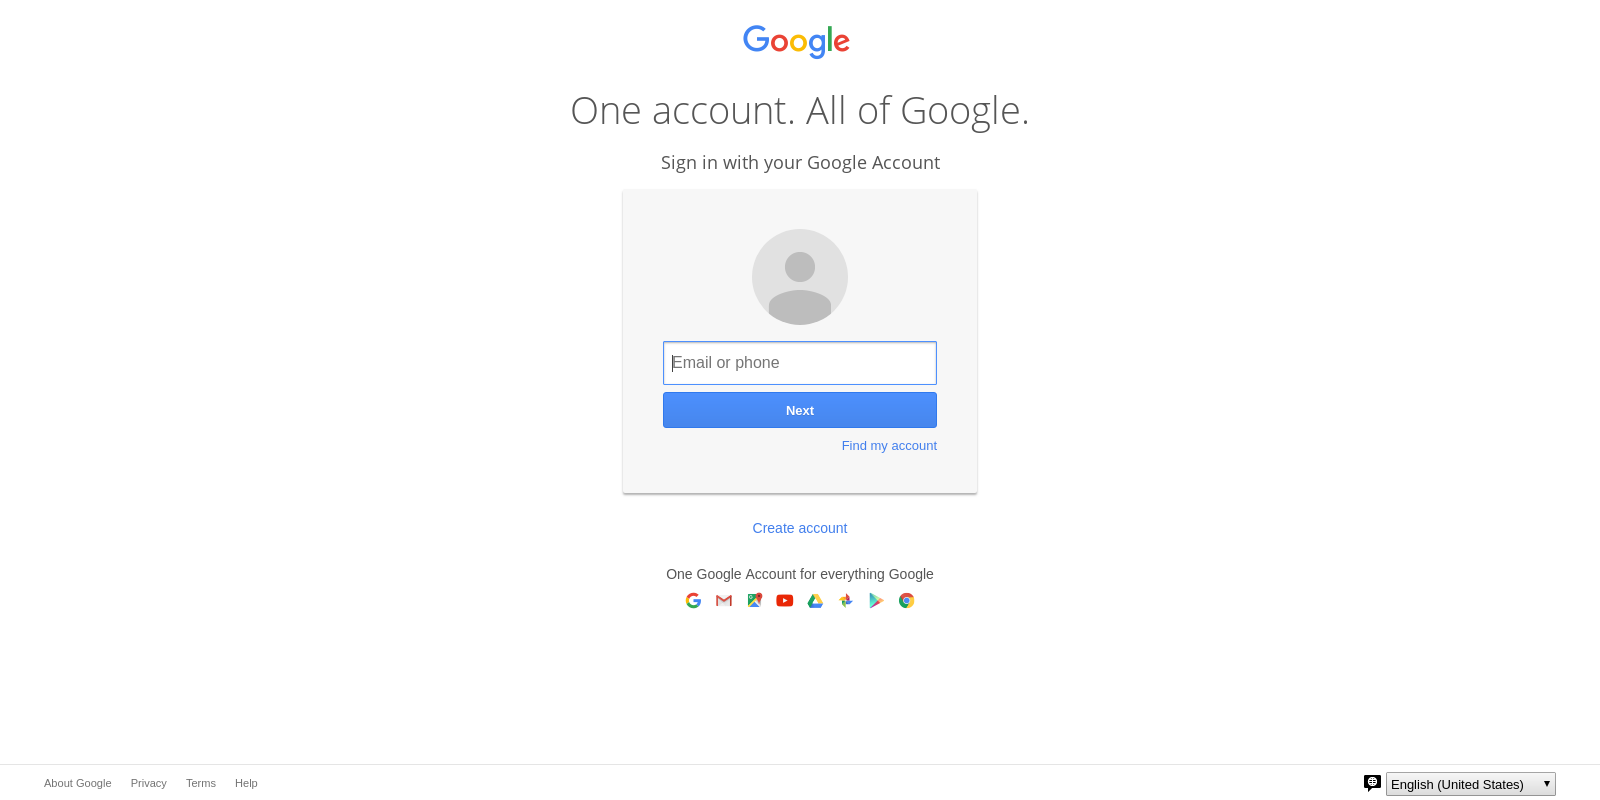 Google
One account. All of Google.
Sign in with your Google Account
Email or phone
Next
Find my account
Create account
One Google Account for everything Google
About Google Privacy Terms Help English (United States)